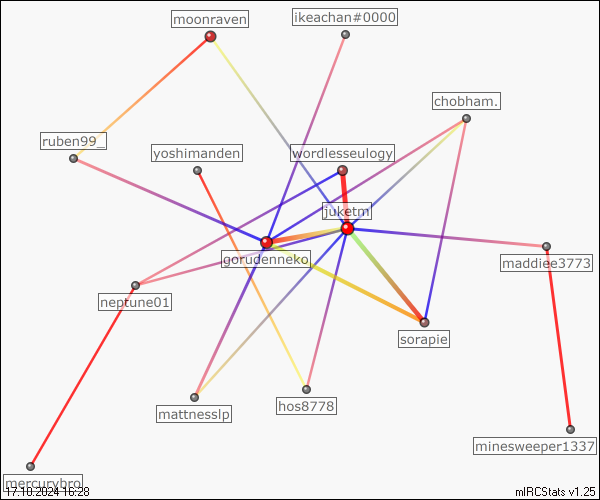 moonraven
ikeachan#0000
chobham.
ruben99_
yoshimanden
wordlesseulogy
juketm
gorudenneko
maddiee3773
neptune01
sorapie
mattnesslp
hos8778
minesweeper1337
mercurybro
17.10.2024 16:28
mIRCStats v1.25